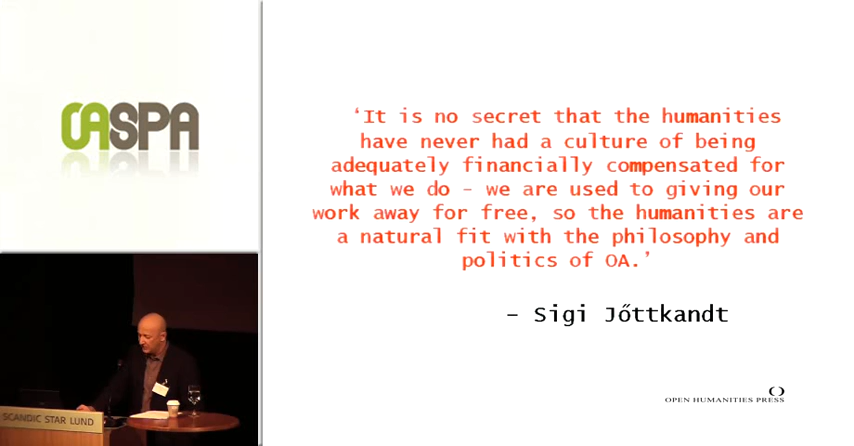 OASPA
‘It is no secret that the humanities
have never had a culture of being
adequately financially compensated for
what we do – we are used to giving our
work away for free, so the humanities are
a natural fit with the philosophy and
politics of OA.’
– Sigi Jőttkandt
OPEN HUMANITIES PRESS
SCANDIC STAR LUND